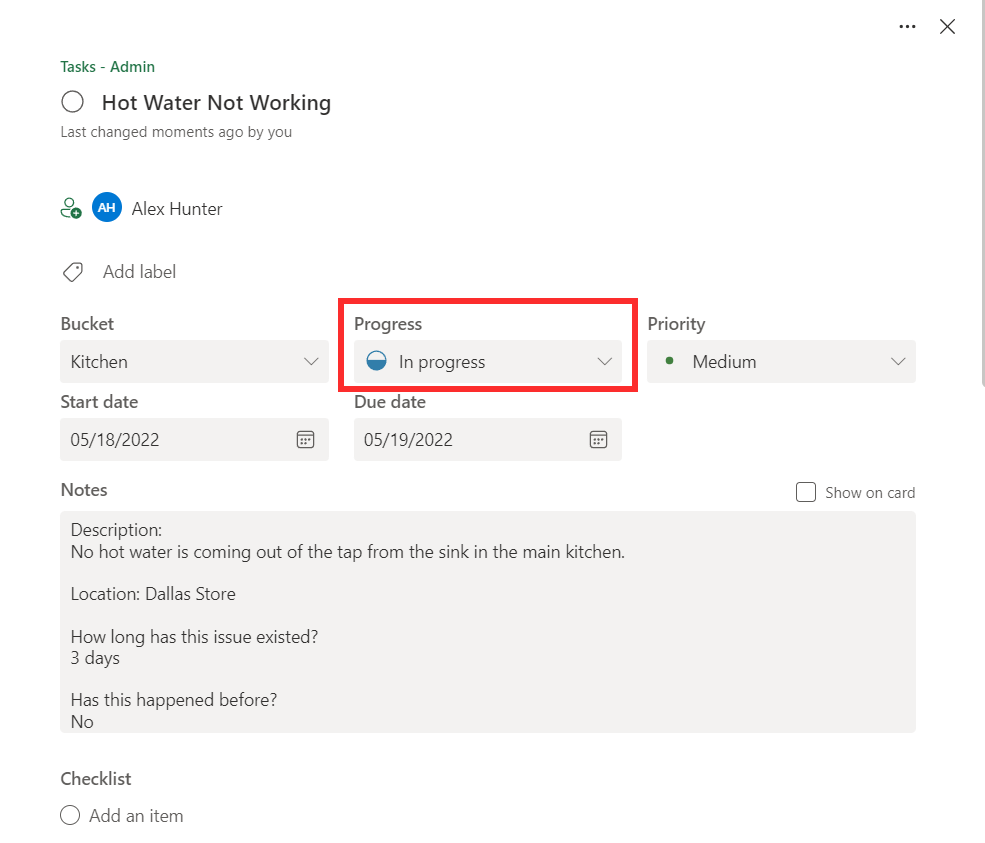 Tasks - Admin
Hot Water Not Working
Last changed moments ago by you
AH Alex Hunter
Add label
Bucket
Progress
Priority
Kitchen
In progress
Medium
Start date
Due date
05/18/2022
05/19/2022
Notes
Show on card
Description:
No hot water is coming out of the tap from the sink in the main kitchen.
Location: Dallas Store
How long has this issue existed?
3 days
Has this happened before?
No
Checklist
Add an item